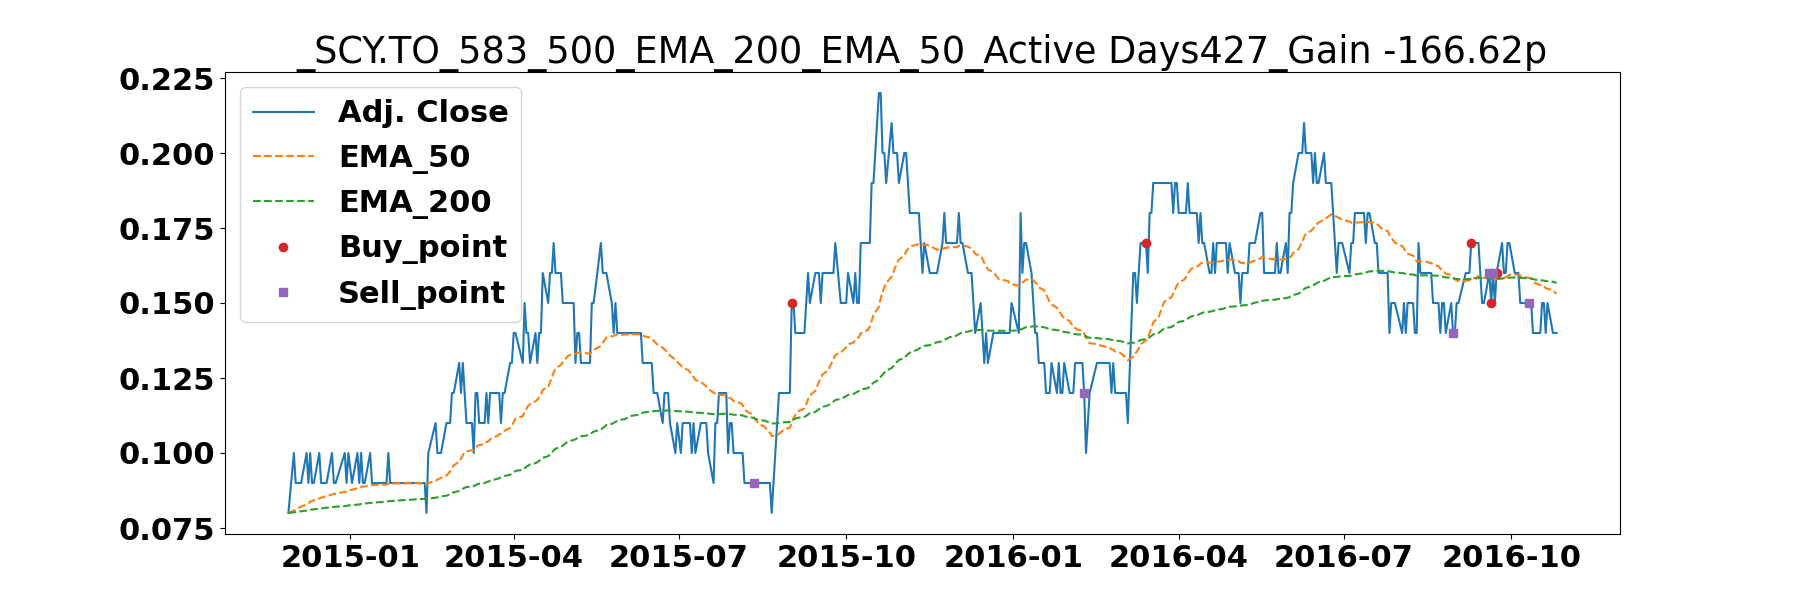 _SCY.TO_583_500_EMA_200_EMA_50_Active Days427_Gain -166.62p
0.225
0.200
0.175
0.150
0.125
0.100
0.075
Adj. Close
EMA_50
EMA_200
Buy_point
Sell_point
2015-01 2015-04 2015-07 2015-10 2016-01 2016-04 2016-07 2016-10